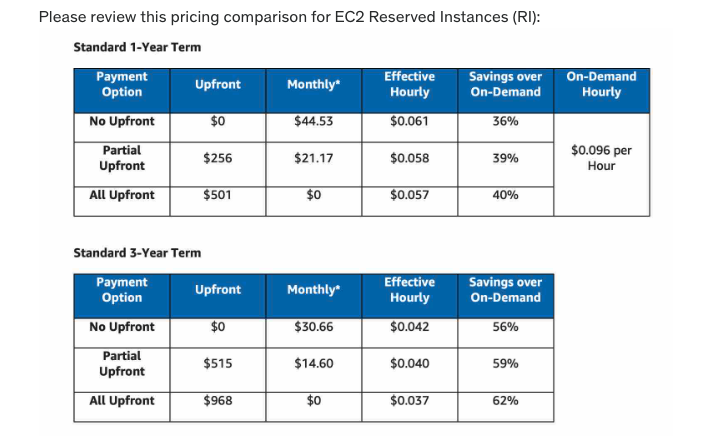 Please review this pricing comparison for EC2 Reserved Instances (RI):
Standard 1-Year Term
Payment Option Upfront Monthly* Effective Hourly Savings over On-Demand On-Demand Hourly
No Upfront $0 $44.53 $0.061 36%
Partial Upfront $256 $21.17 $0.058 39% $0.096 per Hour
All Upfront $501 $0 $0.057 40%
Standard 3-Year Term
Payment Option Upfront Monthly* Effective Hourly Savings over On-Demand
No Upfront $0 $30.66 $0.042 56%
Partial Upfront $515 $14.60 $0.040 59%
All Upfront $968 $0 $0.037 62%